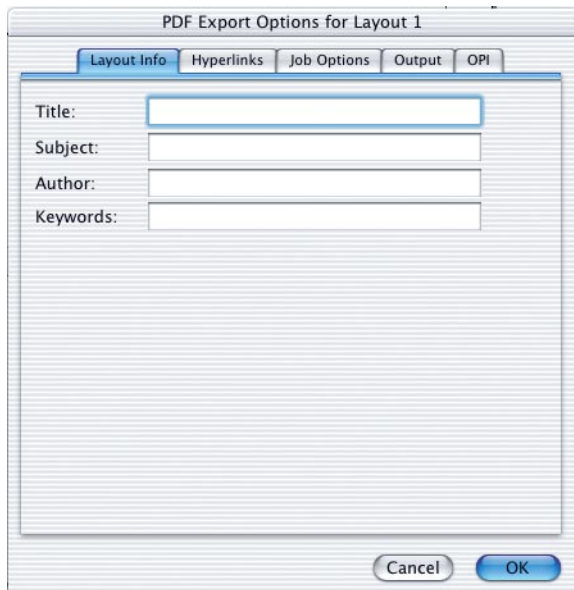 PDF Export Options for Layout 1
Layout Info Hyperlinks Job Options Output OPI
Title:
Subject:
Author:
Keywords:
Cancel OK